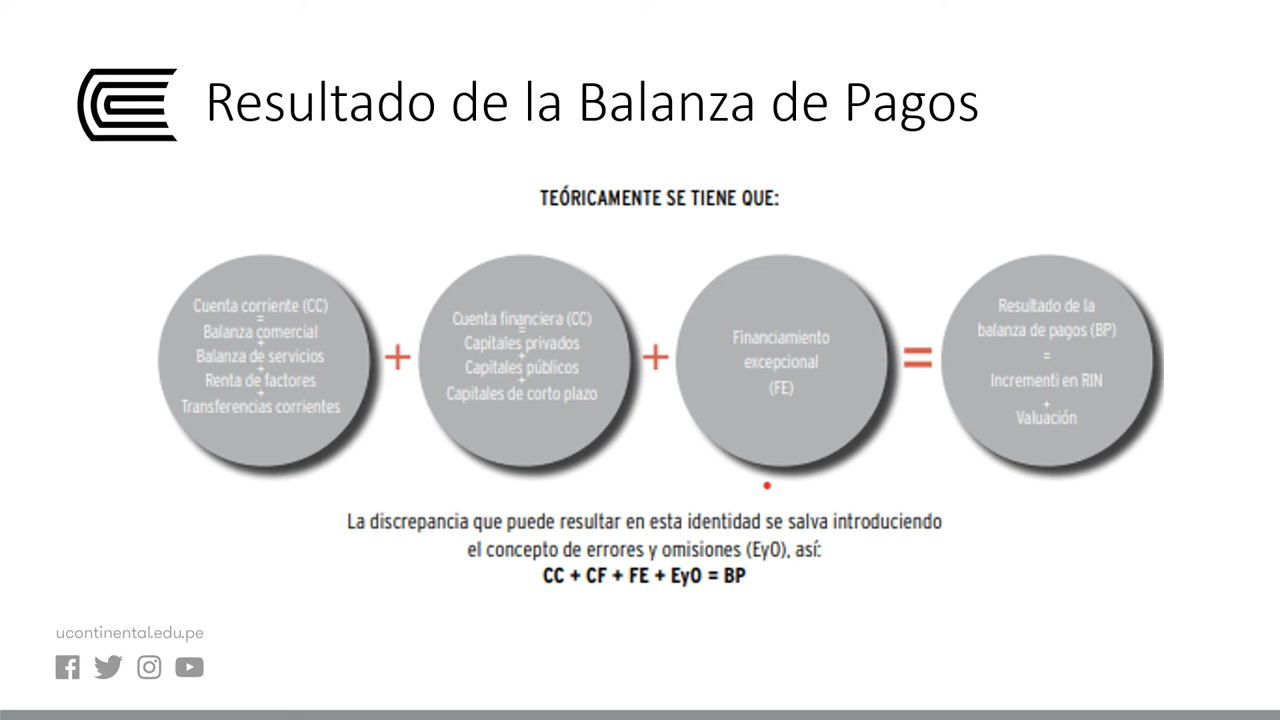 Resultado de la Balanza de Pagos
TEÓRICAMENTE SE TIENE QUE:
Cuenta corriente (CC)
=
Balanza comercial
+
Balanza de servicios
+
Renta de factores
+
Transferencias corrientes
+
Cuenta financiera (CC)
=
Capitales privados
+
Capitales públicos
+
Capitales de corto plazo
+
Financiamiento
excepcional
(FE)
=
Resultado de la
balanza de pagos (BP)
=
Incrementi en RIN
+
Valuación
La discrepancia que puede resultar en esta identidad se salva introduciendo
el concepto de errores y omisiones (EyO), así:
CC + CF + FE + EyO = BP
ucontinental.edu.pe